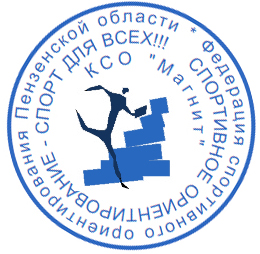 Федерация спортивного ориентирования Пензенской области *
СПОРТИВНОЕ ОРИЕНТИРОВАНИЕ - СПОРТ ДЛЯ ВСЕХ!!!
КСО "Магнит"